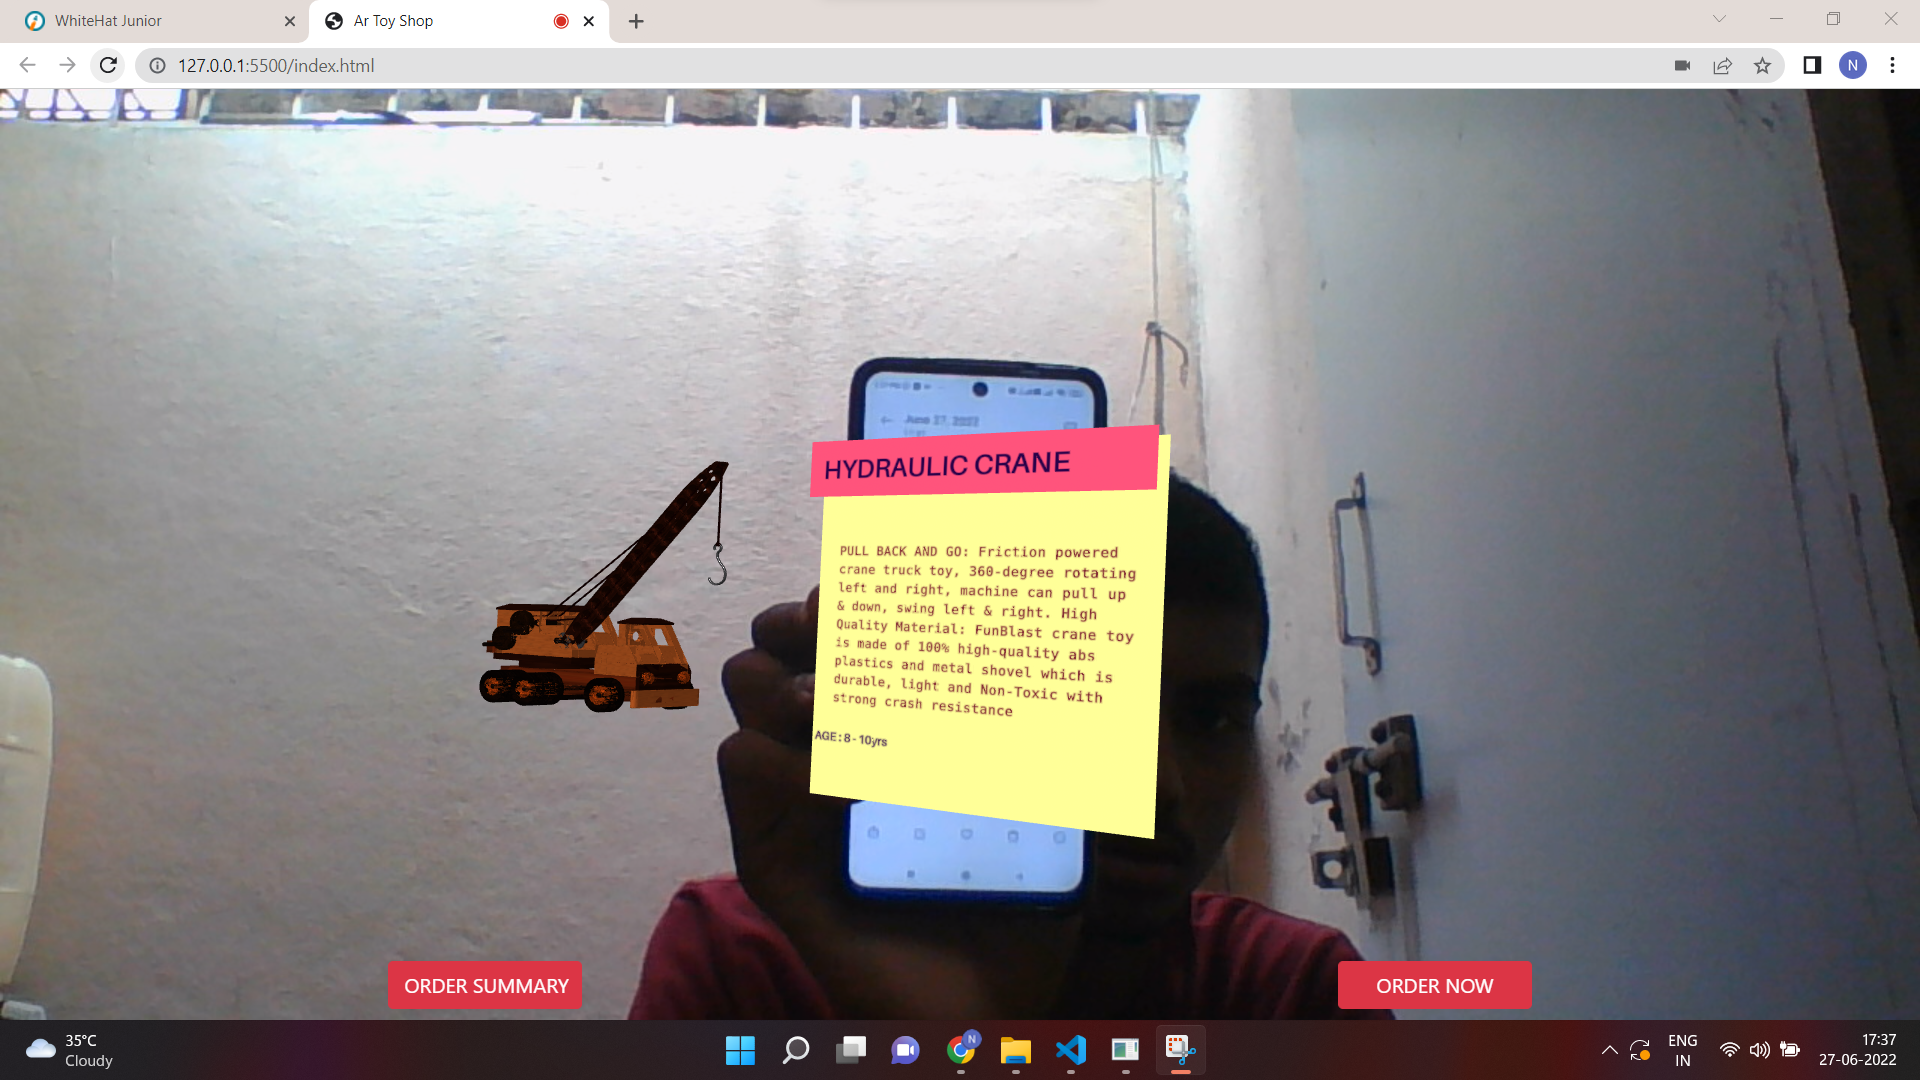 WhiteHat Junior
Ar Toy Shop
127.0.0.1:5500/index.html
N
June 27, 2022
HYDRAULIC CRANE
PULL BACK AND GO: Friction powered
crane truck toy, 360-degree rotating
left and right, machine can pull up
& down, swing left & right. High
Quality Material: FunBlast crane toy
is made of 100% high-quality abs
plastics and metal shovel which is
durable, light and Non-Toxic with
strong crash resistance
AGE:8-10yrs
ORDER SUMMARY
ORDER NOW
35°C
Cloudy
N
ENG
IN
17:37
27-06-2022